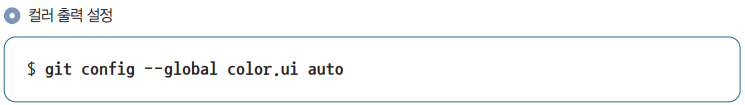 컬러 출력 설정
$ git config --global color.ui auto